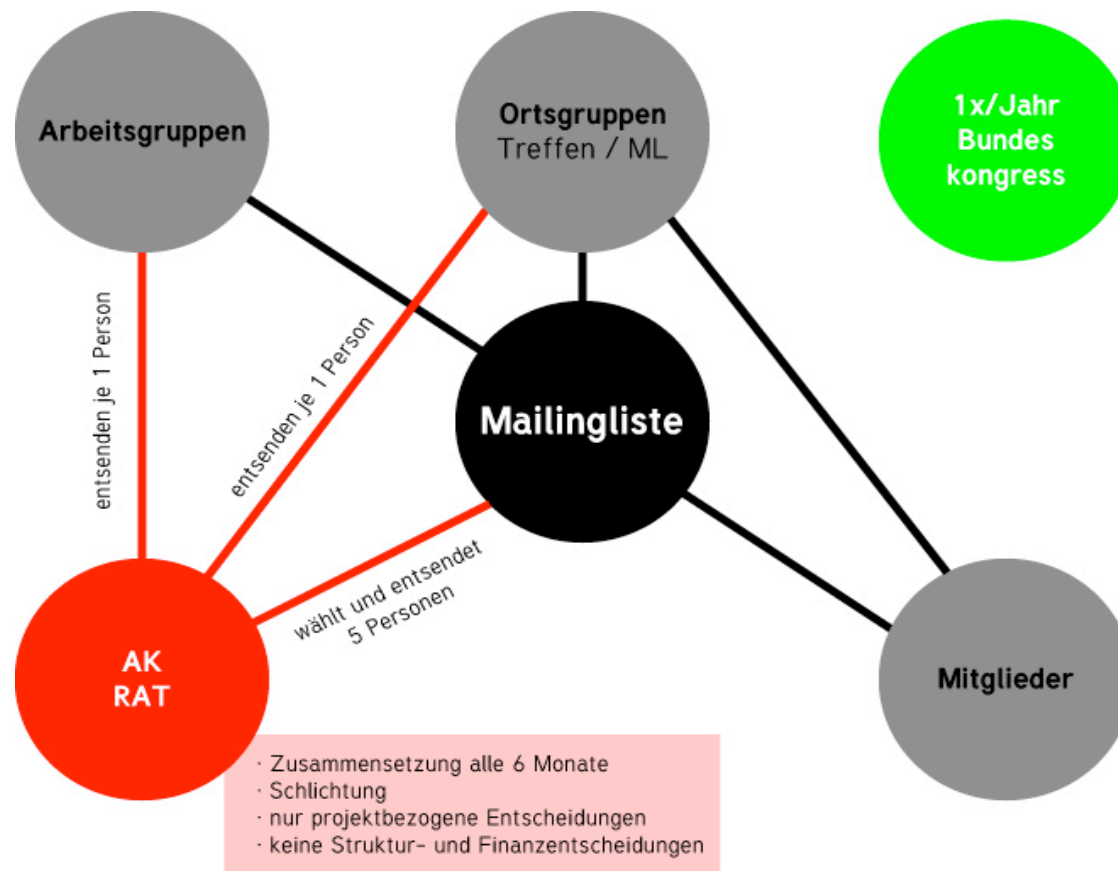 Arbeitsgruppen
Ortsgruppen
Treffen / ML
1x/Jahr
Bundes
kongress
entsenden je 1 Person
entsenden je 1 Person
Mailingliste
wählt und entsendet
5 Personen
AK
RAT
Mitglieder
· Zusammensetzung alle 6 Monate
· Schlichtung
· nur projektbezogene Entscheidungen
· keine Struktur- und Finanzentscheidungen